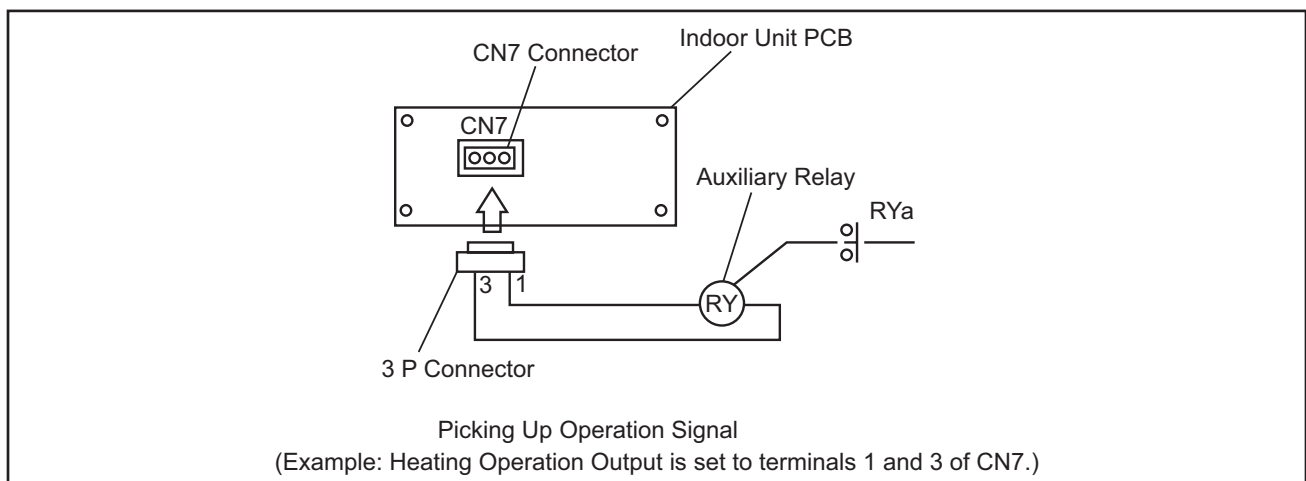 Indoor Unit PCB
CN7 Connector
CN7
Auxiliary Relay
RYa
3 1
RY
3 P Connector
Picking Up Operation Signal
(Example: Heating Operation Output is set to terminals 1 and 3 of CN7.)